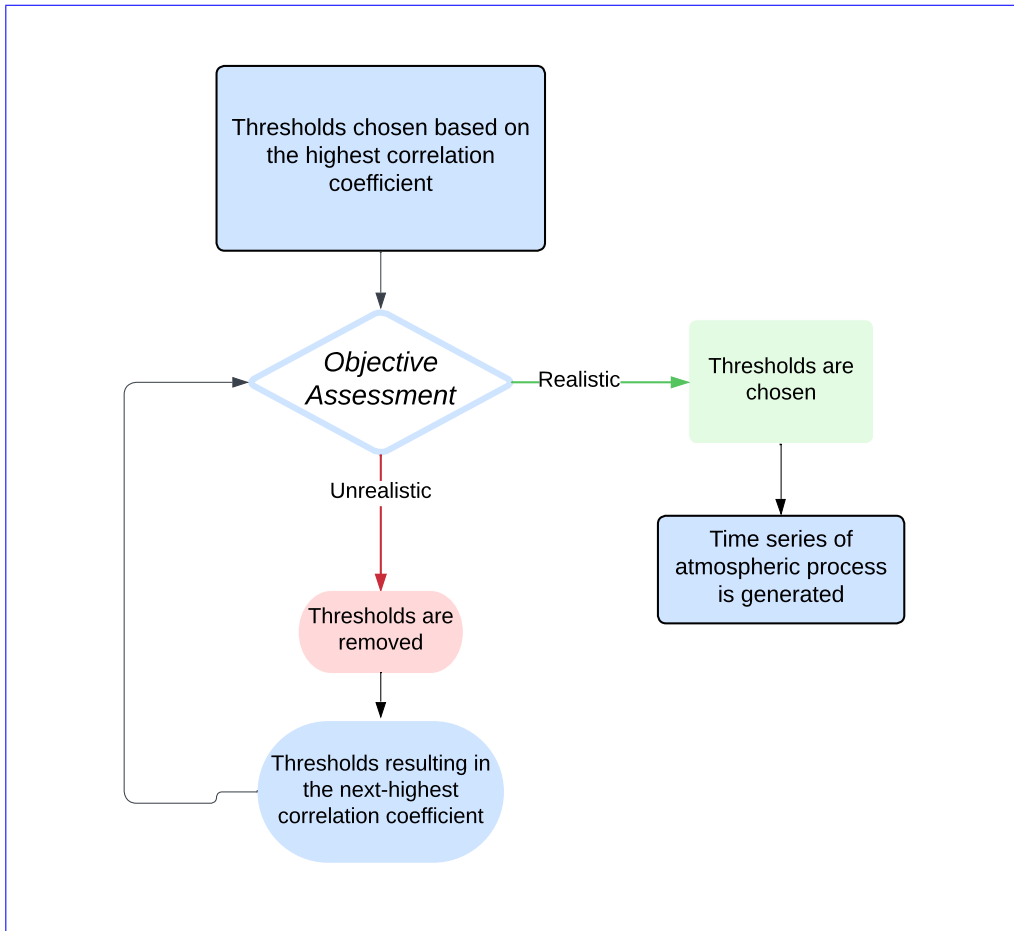 Thresholds chosen based on
the highest correlation
coefficient
Objective
Assessment
Realistic
Thresholds are
chosen
Unrealistic
Time series of
atmospheric process
is generated
Thresholds are
removed
Thresholds resulting in
the next-highest
correlation coefficient